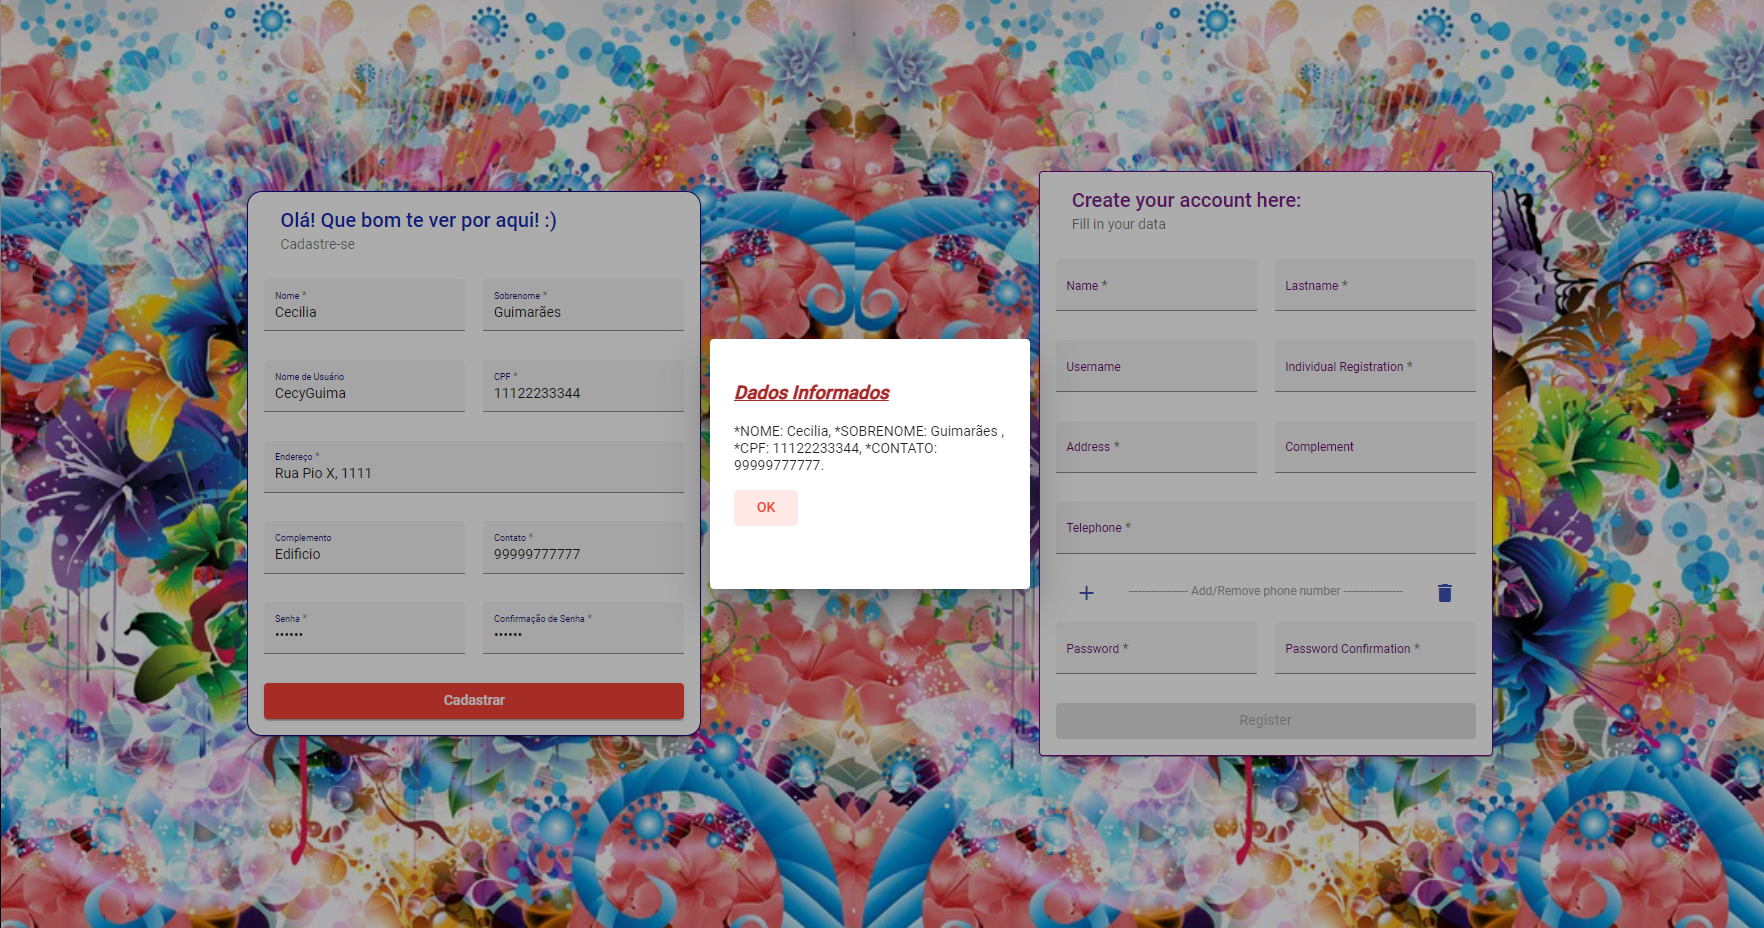 Olá! Que bom te ver por aqui! :)
Cadastre-se
Nome *
Cecilia
Sobrenome *
Guimarães
Nome de Usuário
CecyGuima
CPF *
11122233344
Endereço *
Rua Pio X, 1111
Complemento
Edificio
Contato *
99999777777
Senha *
••••••
Confirmação de Senha *
••••••
Cadastrar
Dados Informados
*NOME: Cecilia, *SOBRENOME: Guimarães ,
*CPF: 11122233344, *CONTATO:
99999777777.
OK
Create your account here:
Fill in your data
Name *
Lastname *
Username
Individual Registration *
Address *
Complement
Telephone *
-------------------- Add/Remove phone number --------------------
Password *
Password Confirmation *
Register